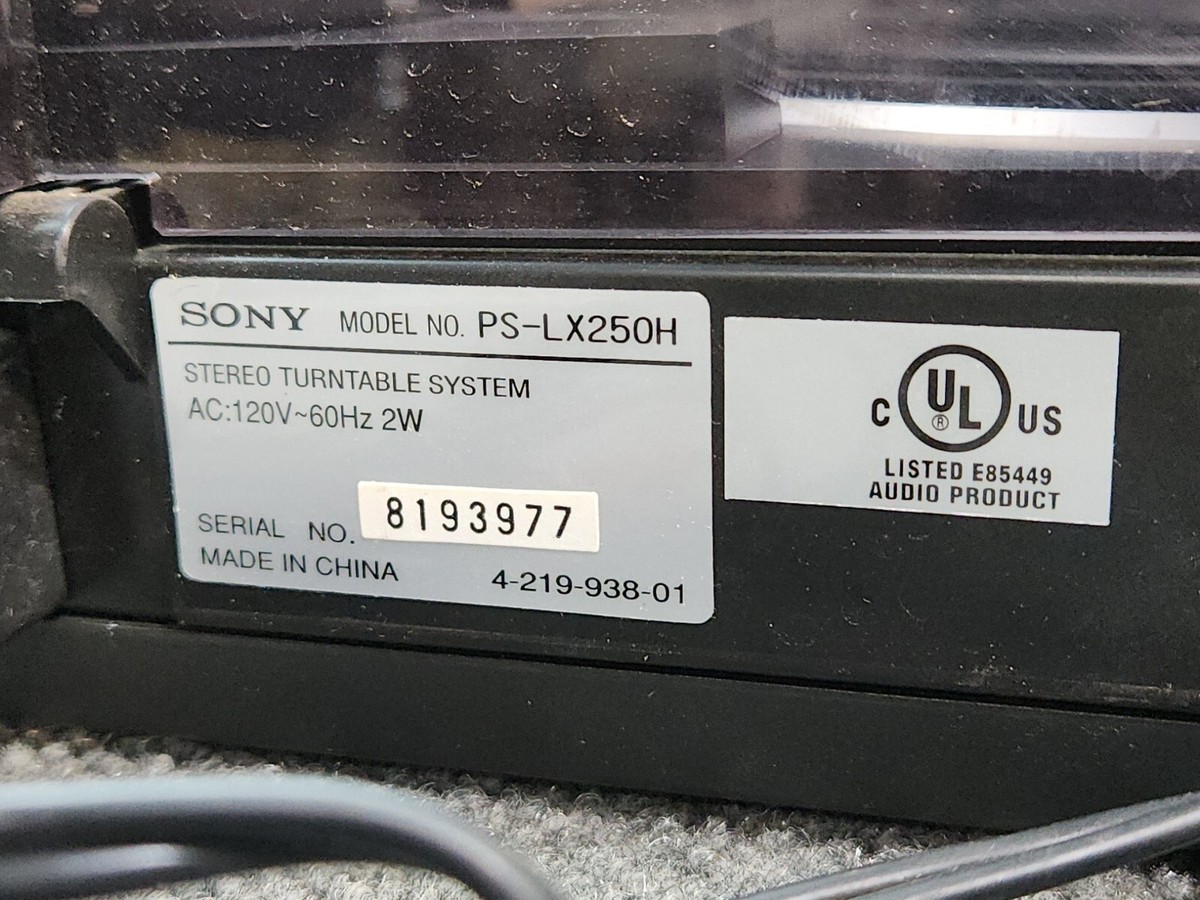 SONY MODEL NO. PS-LX250H
STEREO TURNTABLE SYSTEM
AC:120V~60Hz 2W
SERIAL NO. 8193977
MADE IN CHINA 4-219-938-01
C UL® US
LISTED E85449
AUDIO PRODUCT